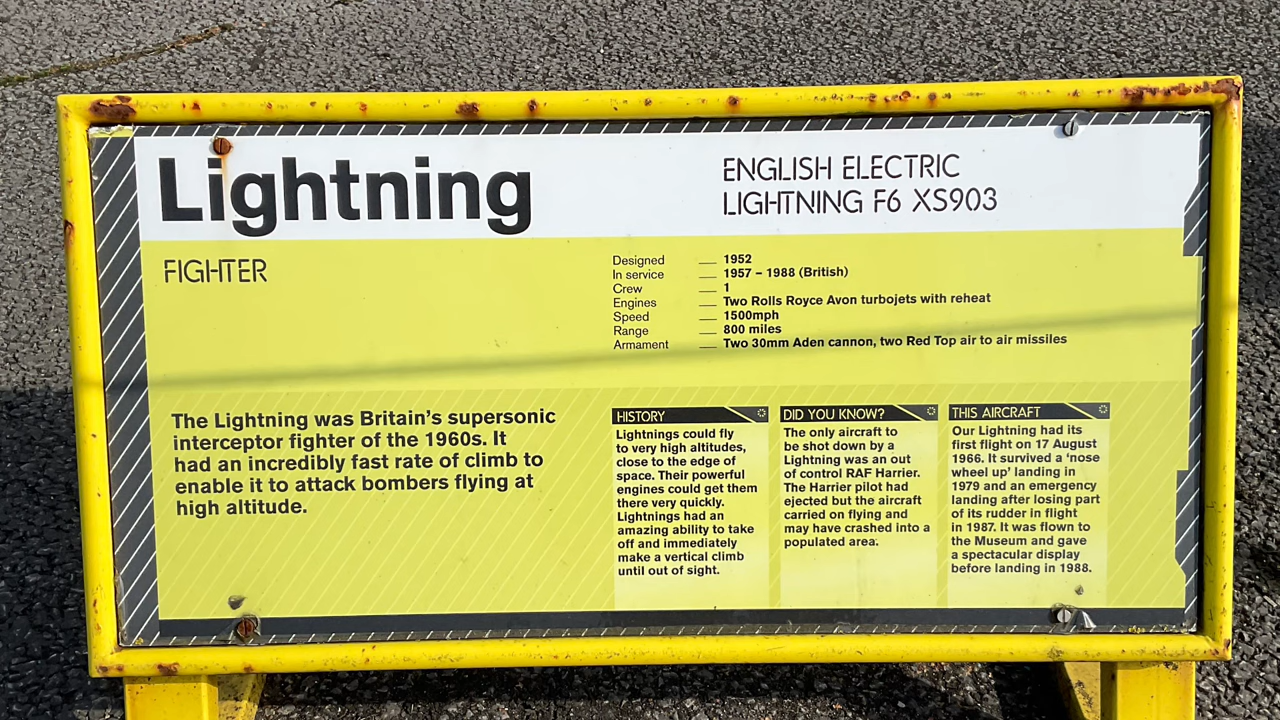 Lightning
ENGLISH ELECTRIC
LIGHTNING F6 XS903
FIGHTER
Designed __ 1952
In service __ 1957 – 1988 (British)
Crew __ 1
Engines __ Two Rolls Royce Avon turbojets with reheat
Speed __ 1500mph
Range __ 800 miles
Armament __ Two 30mm Aden cannon, two Red Top air to air missiles
The Lightning was Britain's supersonic
interceptor fighter of the 1960s. It
had an incredibly fast rate of climb to
enable it to attack bombers flying at
high altitude.
HISTORY
Lightnings could fly
to very high altitudes,
close to the edge of
space. Their powerful
engines could get them
there very quickly.
Lightnings had an
amazing ability to take
off and immediately
make a vertical climb
until out of sight.
DID YOU KNOW?
The only aircraft to
be shot down by a
Lightning was an out
of control RAF Harrier.
The Harrier pilot had
ejected but the aircraft
carried on flying and
may have crashed into a
populated area.
THIS AIRCRAFT
Our Lightning had its
first flight on 17 August
1966. It survived a 'nose
wheel up' landing in
1979 and an emergency
landing after losing part
of its rudder in flight
in 1987. It was flown to
the Museum and gave
a spectacular display
before landing in 1988.